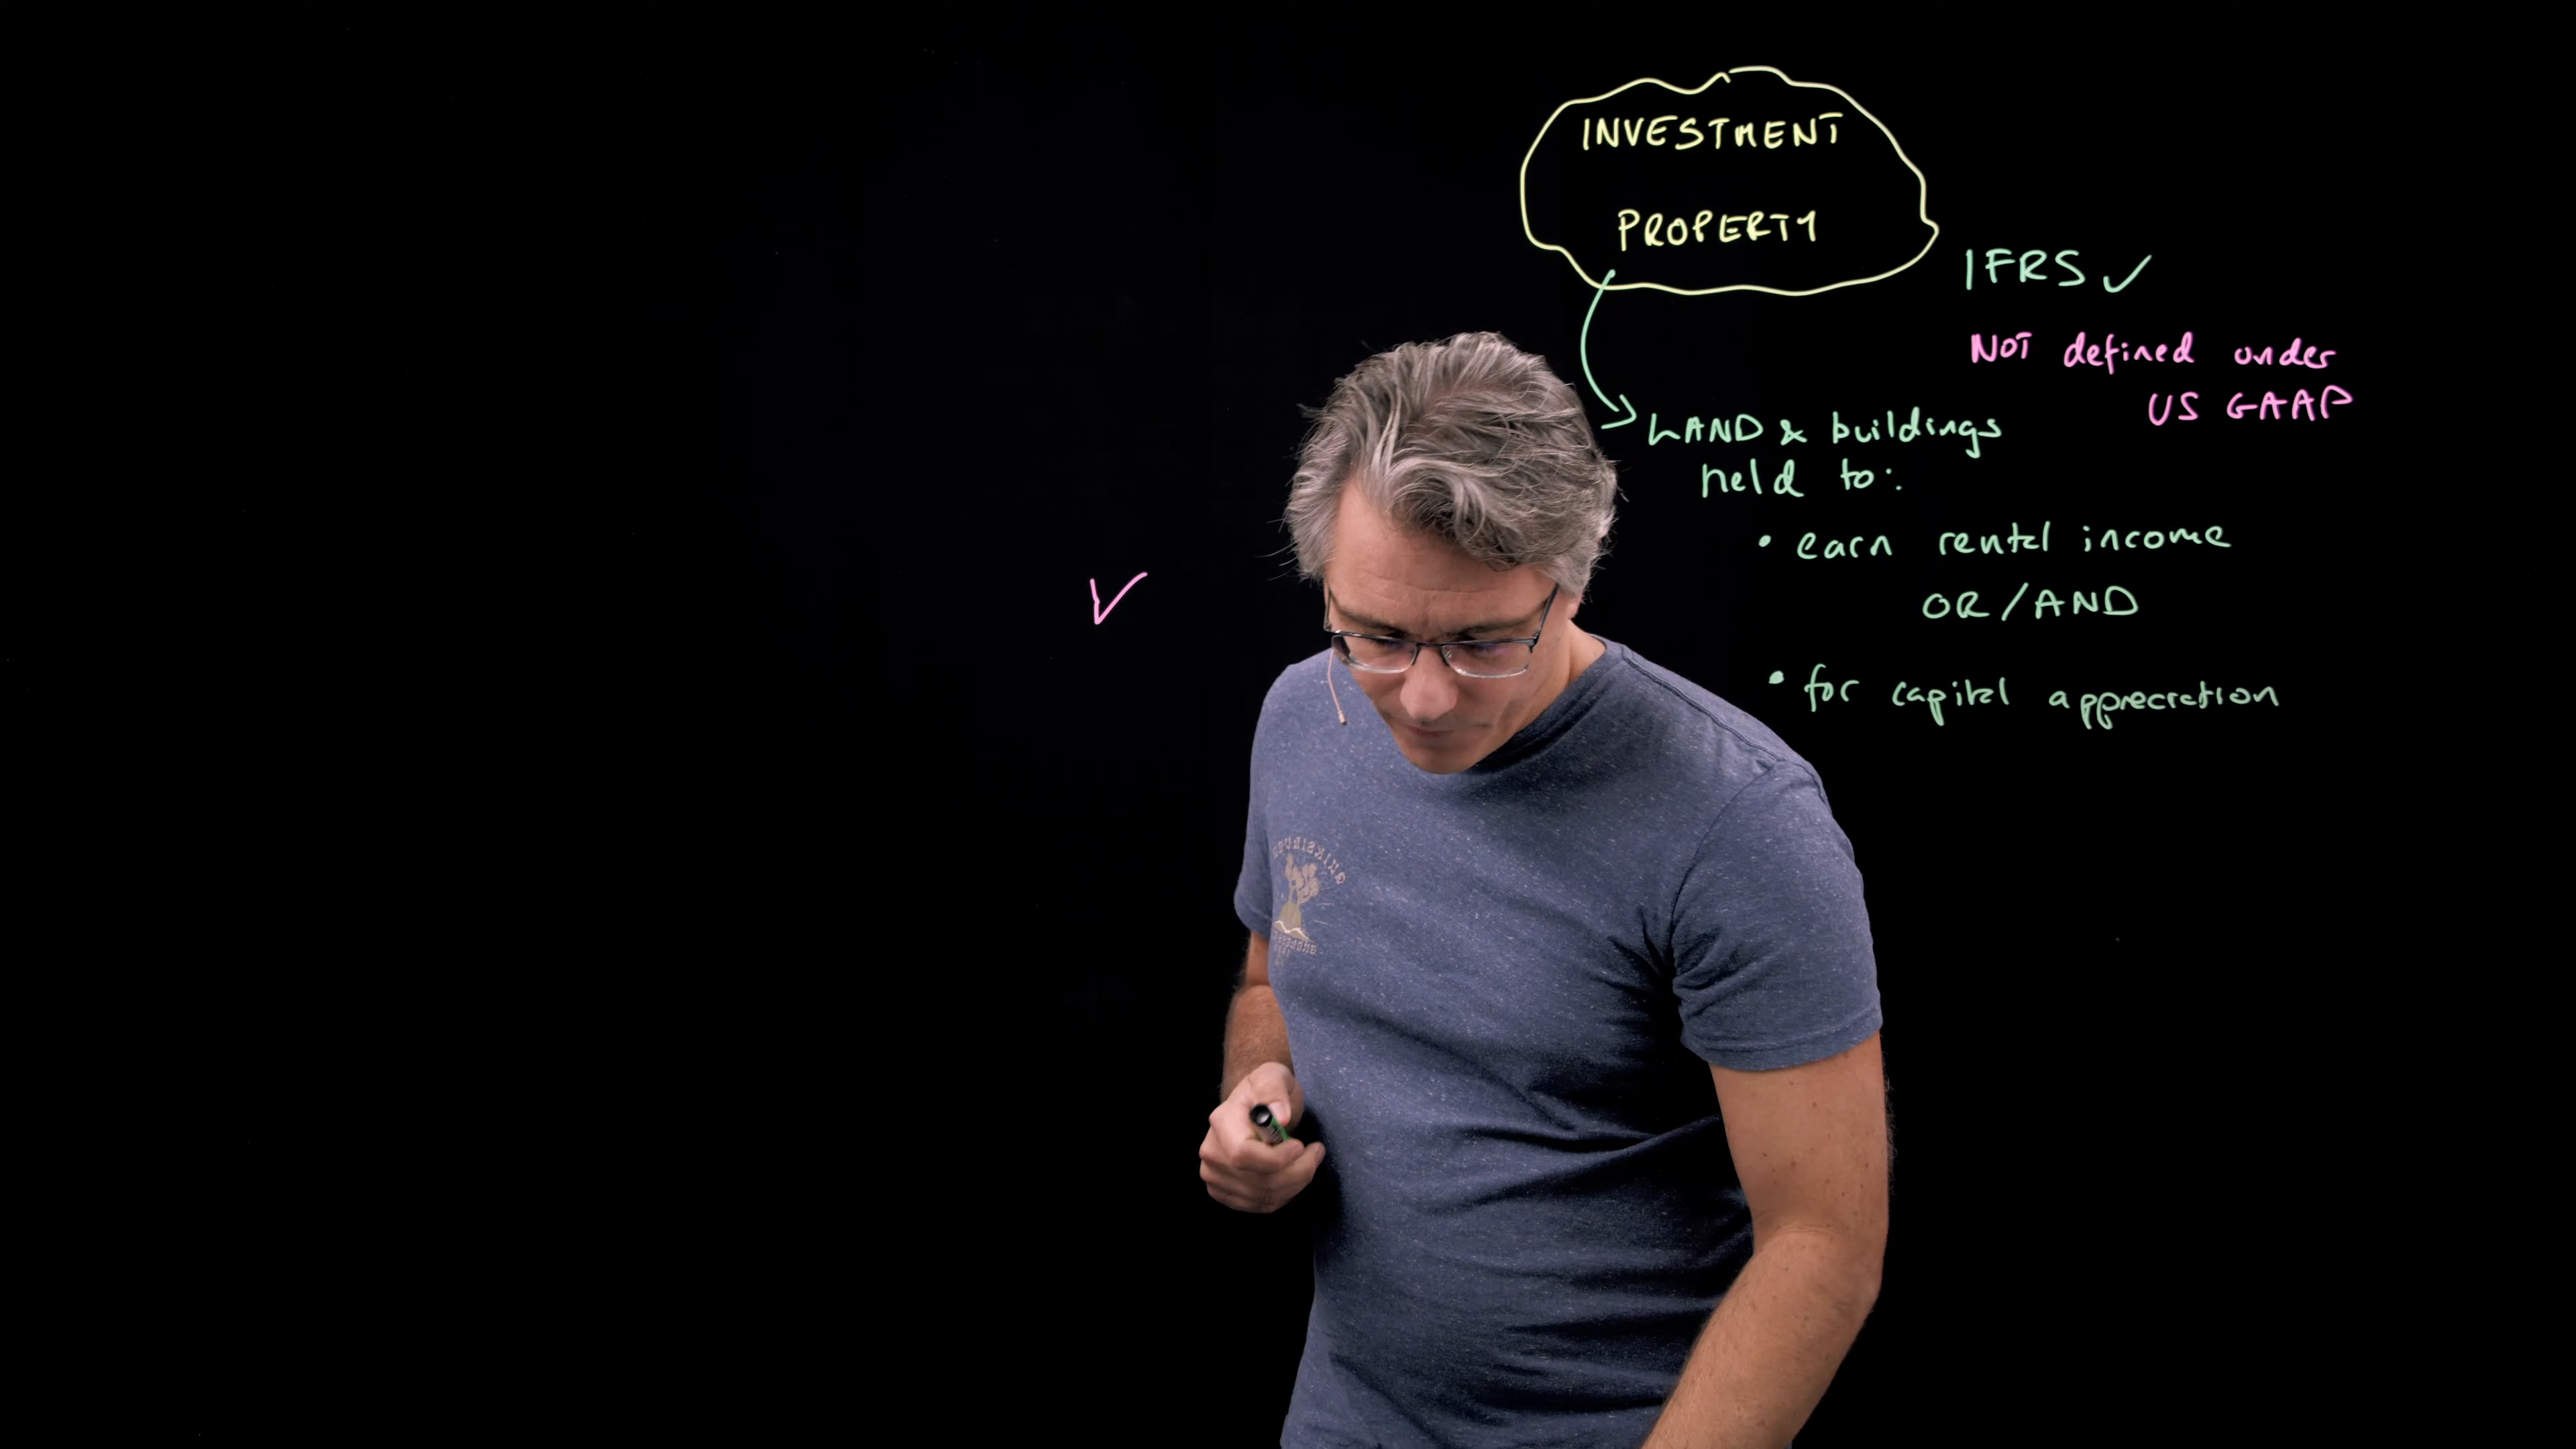 INVESTMENT
PROPERTY
IFRS ✓
NOT defined under
US GAAP
LAND & buildings
held to:
• earn rental income
OR/AND
• for capital appreciation
✓